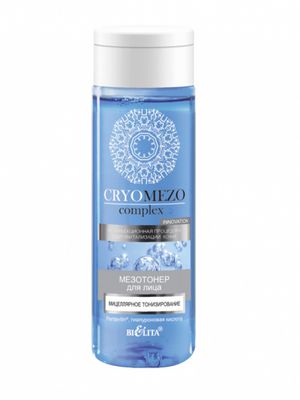 CRYOMEZO
complex
INNOVATION
МЕЗОТОНЕР
для лица
МИЦЕЛЛЯРНОЕ ТОНИЗИРОВАНИЕ
гиалуроновая кислота
BIELITA®